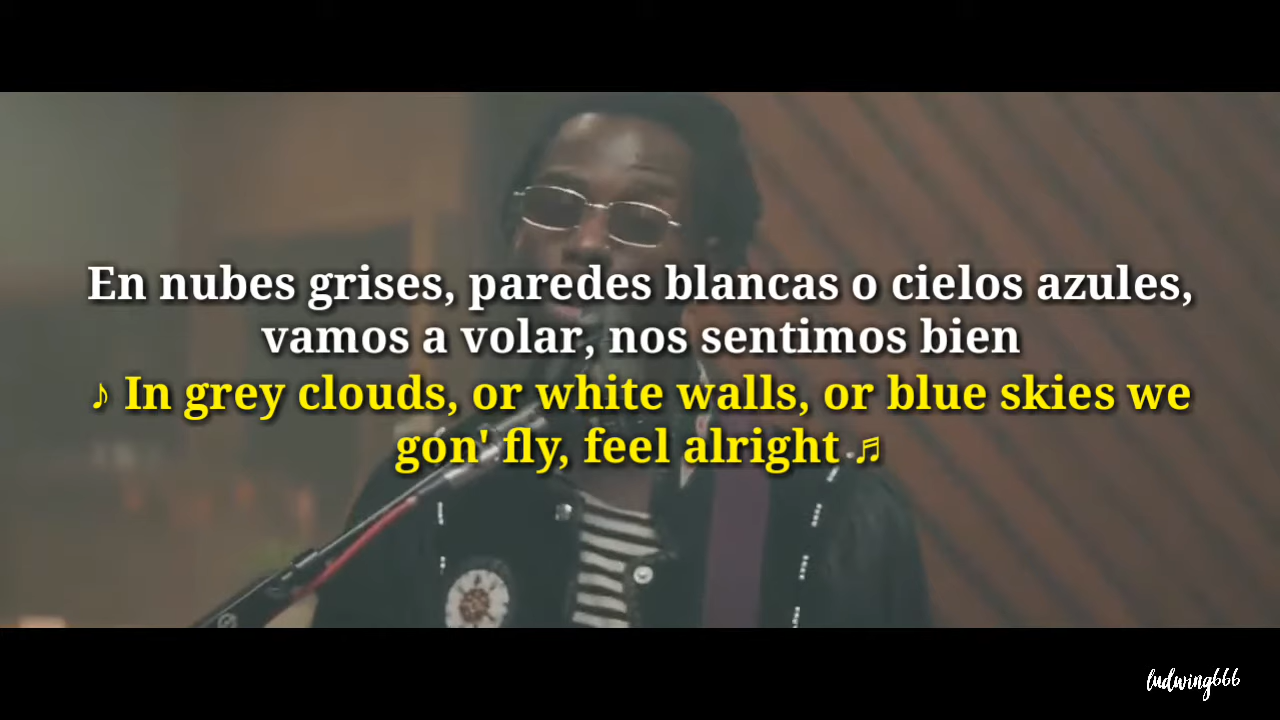 En nubes grises, paredes blancas o cielos azules,
vamos a volar, nos sentimos bien
♪ In grey clouds, or white walls, or blue skies we
gon' fly, feel alright ♬
ludwing666